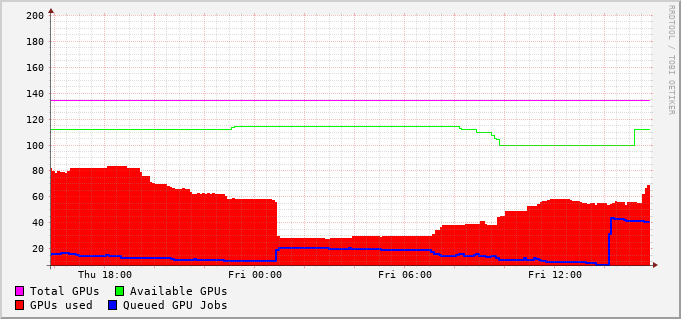 200
180
160
140
120
100
80
60
40
20
Thu 18:00 Fri 00:00 Fri 06:00 Fri 12:00
Total GPUs Available GPUs
GPUs used Queued GPU Jobs
RRDTOOL / TOBI OETIKER